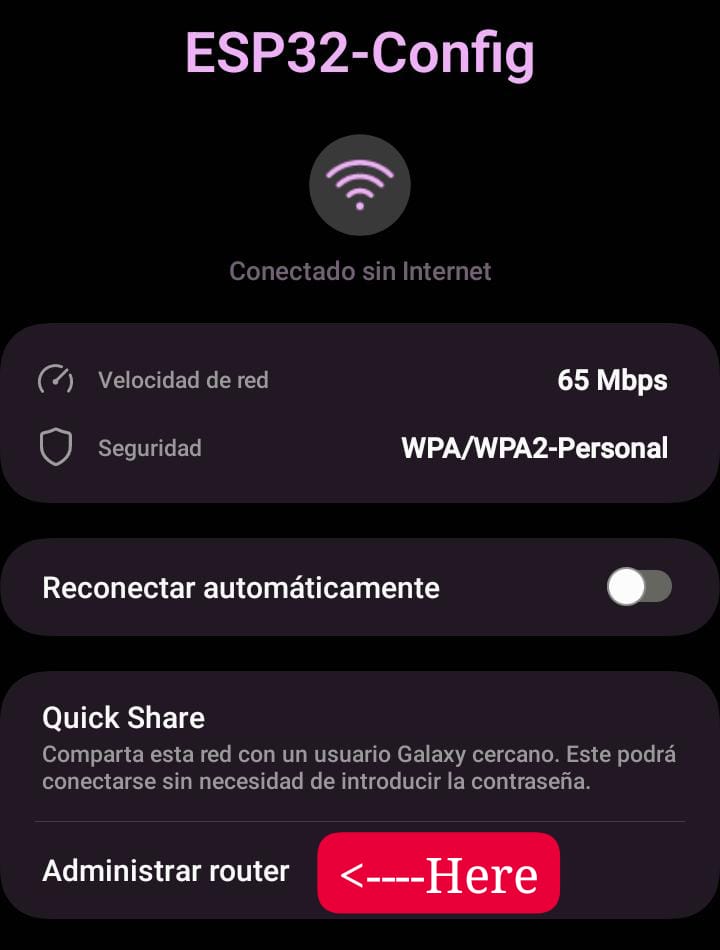 ESP32-Config
Conectado sin Internet
Velocidad de red 65 Mbps
Seguridad WPA/WPA2-Personal
Reconectar automáticamente
Quick Share
Comparta esta red con un usuario Galaxy cercano. Este podrá
conectarse sin necesidad de introducir la contraseña.
Administrar router <----Here